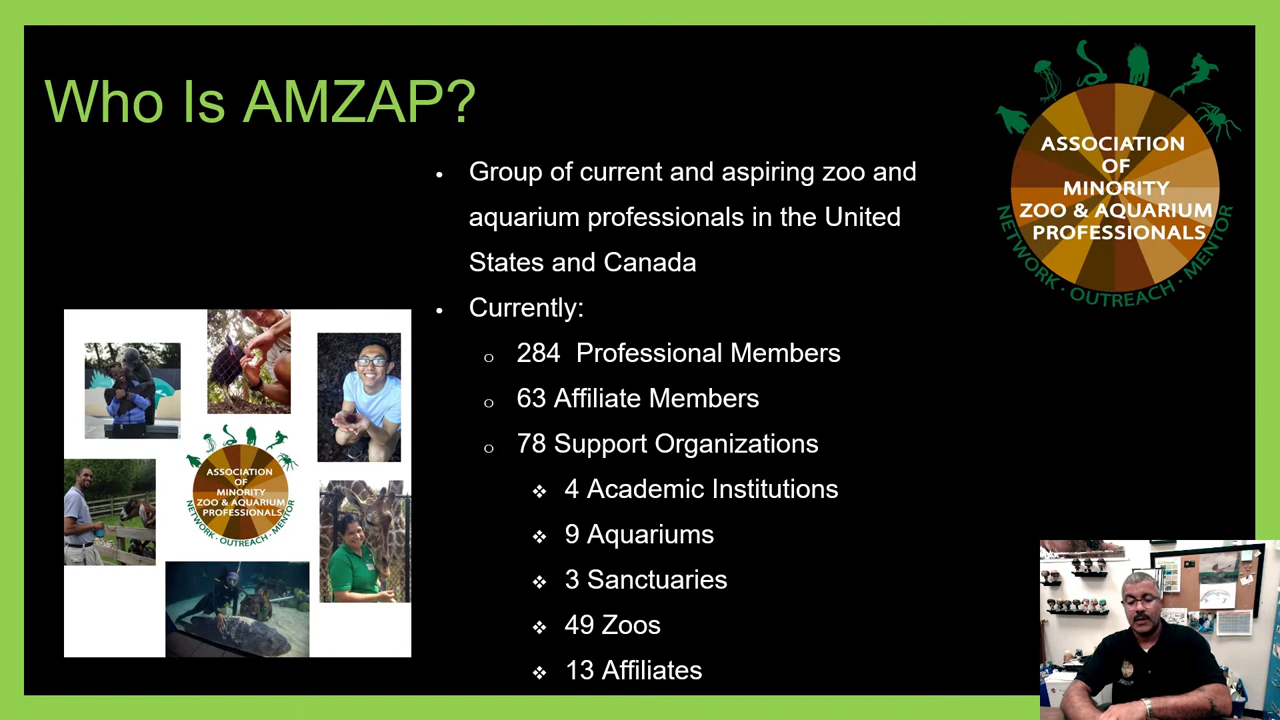 Who Is AMZAP?
• Group of current and aspiring zoo and
aquarium professionals in the United
States and Canada
• Currently:
o 284 Professional Members
o 63 Affiliate Members
o 78 Support Organizations
❖ 4 Academic Institutions
❖ 9 Aquariums
❖ 3 Sanctuaries
❖ 49 Zoos
❖ 13 Affiliates
ASSOCIATION
OF
MINORITY
ZOO & AQUARIUM
PROFESSIONALS
NETWORK · OUTREACH · MENTOR
ASSOCIATION
OF
MINORITY
ZOO & AQUARIUM
PROFESSIONALS
NETWORK · OUTREACH · MENTOR